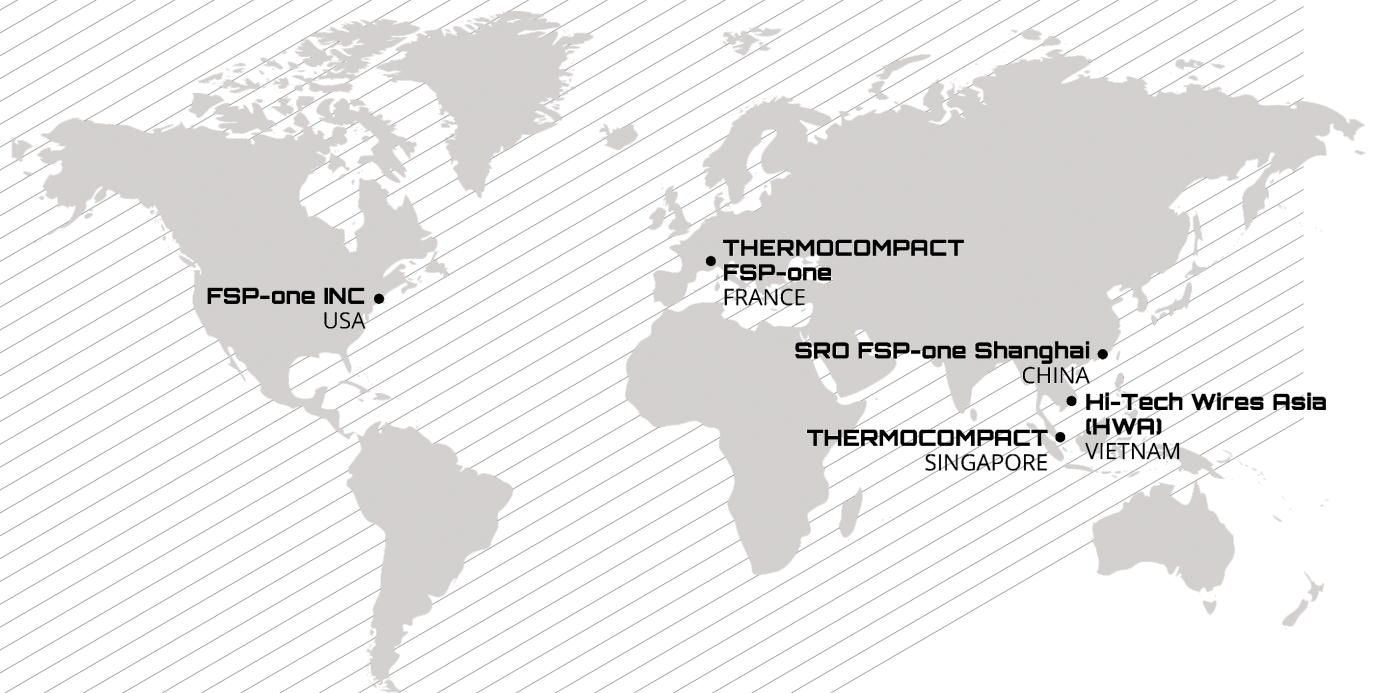 THERMOCOMPACT
FSP-one
FRANCE
FSP-one INC
USA
SRO FSP-one Shanghai
CHINA
Hi-Tech Wires Asia
(HWA)
VIETNAM
THERMOCOMPACT
SINGAPORE